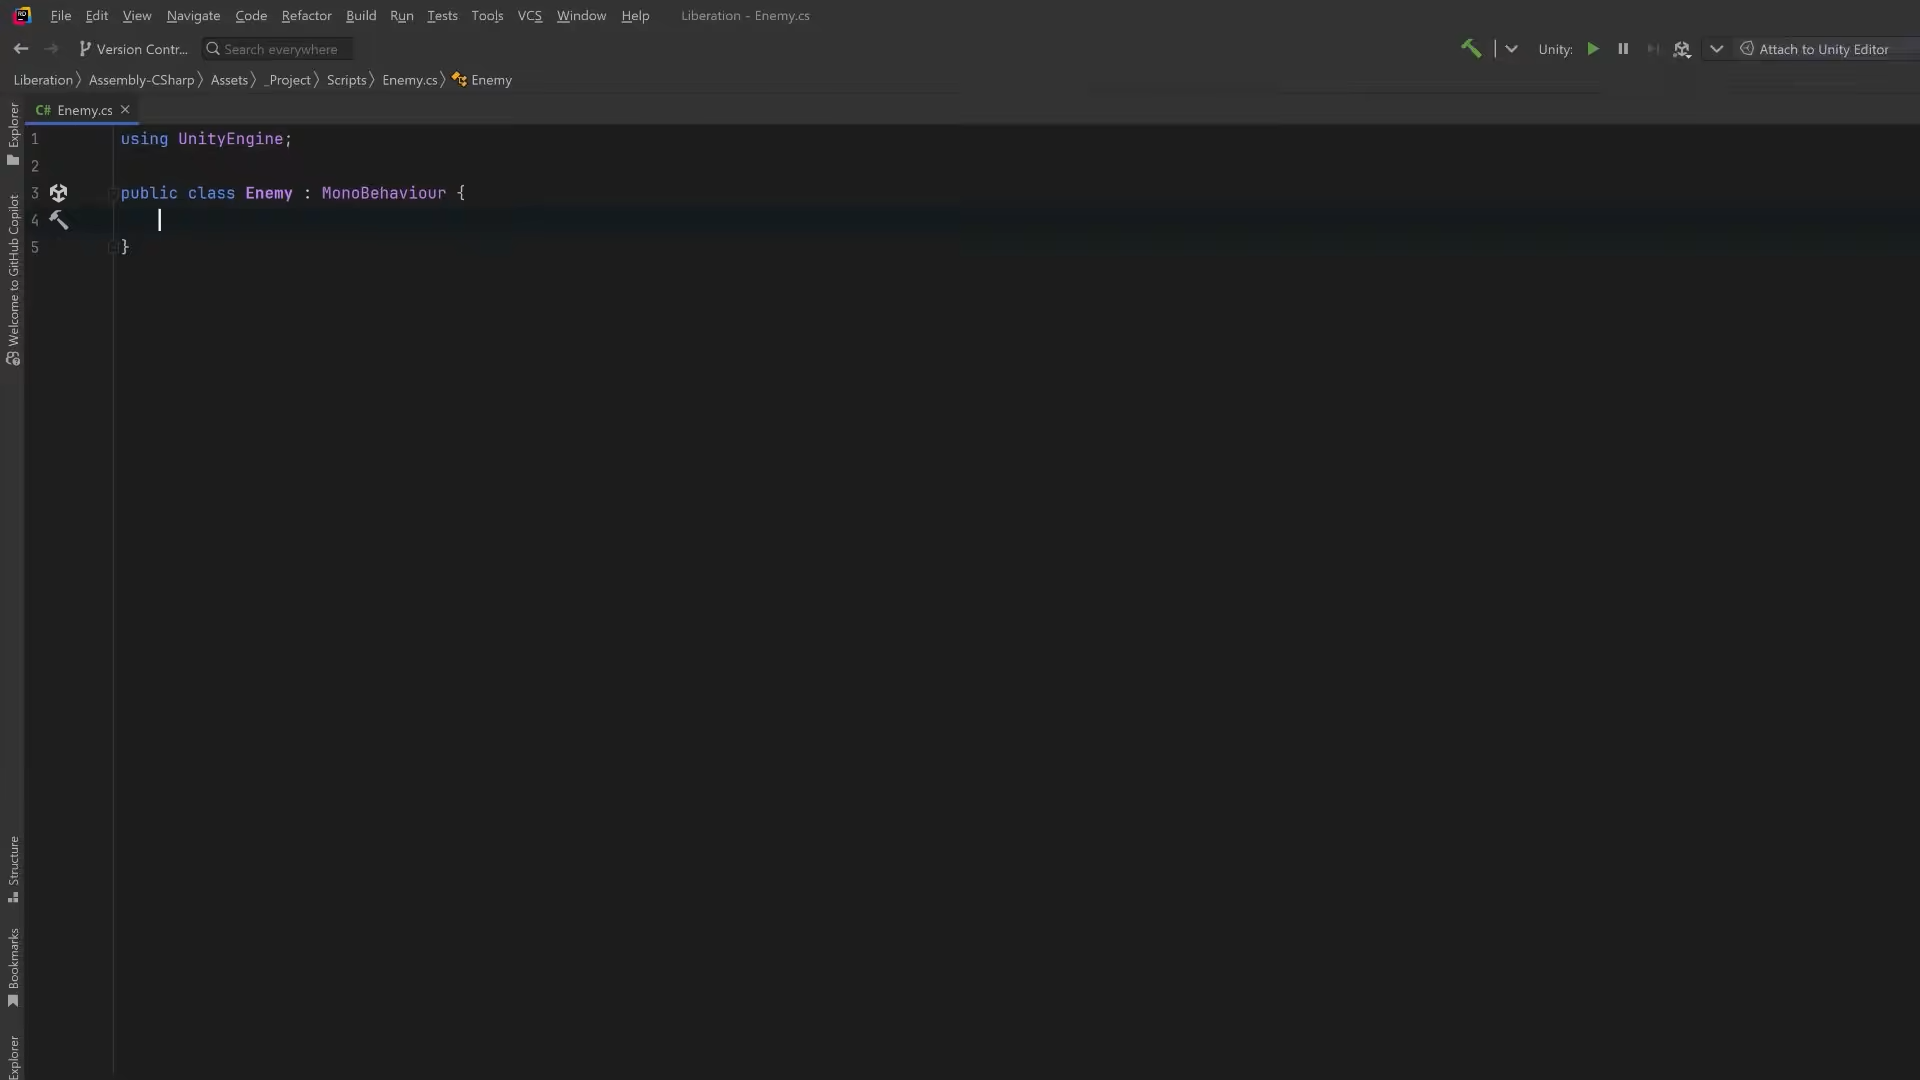 File Edit View Navigate Code Refactor Build Run Tests Tools VCS Window Help Liberation - Enemy.cs
Version Contr... Search everywhere Unity: Attach to Unity Editor
Liberation 〉 Assembly-CSharp 〉 Assets 〉 _Project 〉 Scripts 〉 Enemy.cs 〉 Enemy
C# Enemy.cs ×
1 using UnityEngine;
2
3 public class Enemy : MonoBehaviour {
4
5 }
Explorer
Welcome to GitHub Copilot
Structure
Bookmarks
Explorer